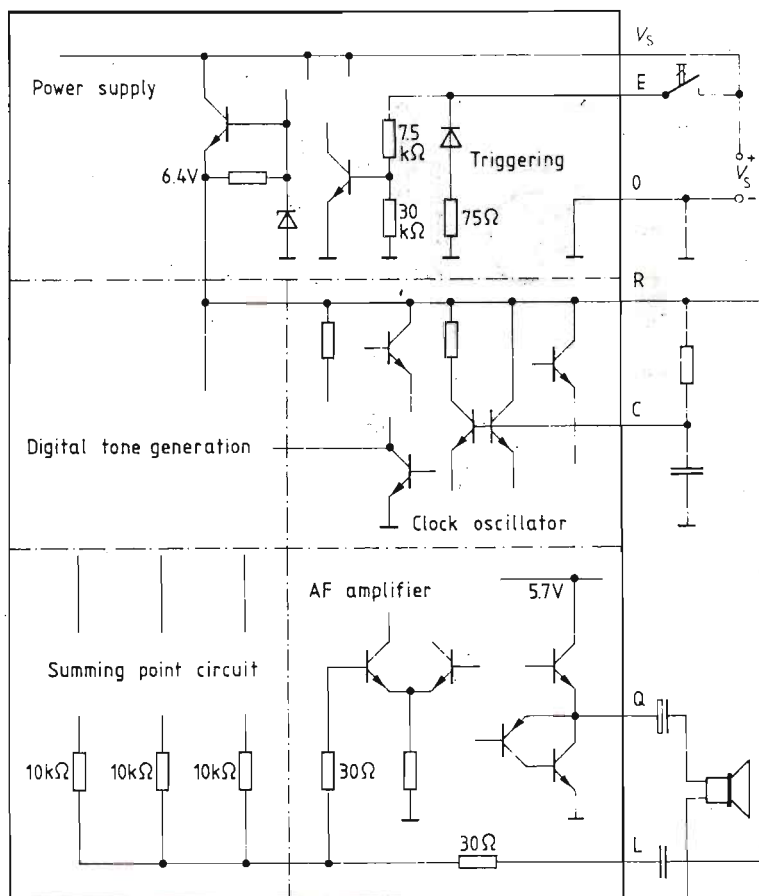 V_S
Power supply
E
7.5
kΩ
Triggering
6.4V
30
kΩ
75Ω
0
+
V_S
-
R
C
Digital tone generation
Clock oscillator
AF amplifier
5.7V
Summing point circuit
Q
10kΩ
10kΩ
10kΩ
30Ω
30Ω
L